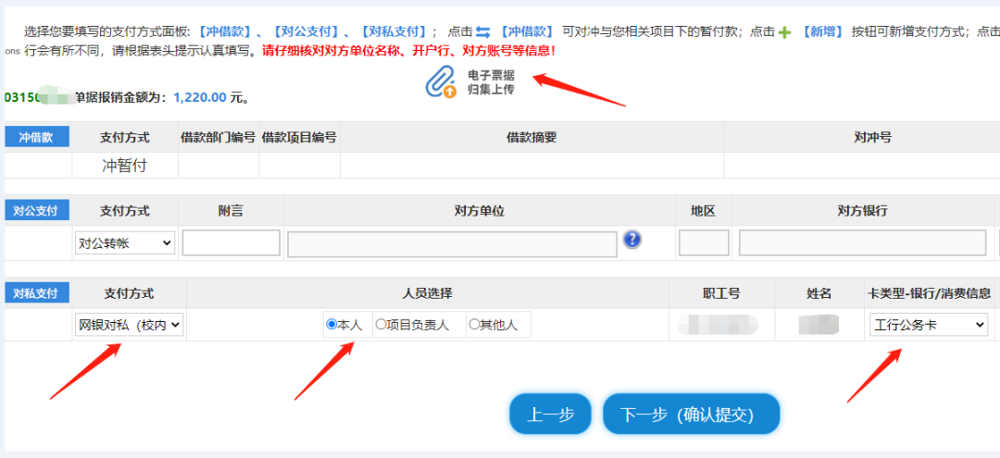 选择您要填写的支付方式面板:【冲借款】、【对公支付】、【对私支付】; 点击 【冲借款】 可对冲与您相关项目下的暂付款; 点击 【新增】 按钮可新增支付方式; 点击
ons 行会有所不同, 请根据表头提示认真填写。请仔细核对对方单位名称、开户行、对方账号等信息!
电子票据
归集上传
0315 单据报销金额为: 1,220.00 元。
冲借款 支付方式 借款部门编号 借款项目编号 借款摘要 对冲号
冲暂付
对公支付 支付方式 附言 对方单位 地区 对方银行
对公转帐 ?
对私支付 支付方式 人员选择 职工号 姓名 卡类型-银行/消费信息
网银对私（校内 本人 项目负责人 其他人 工行公务卡
上一步 下一步（确认提交）